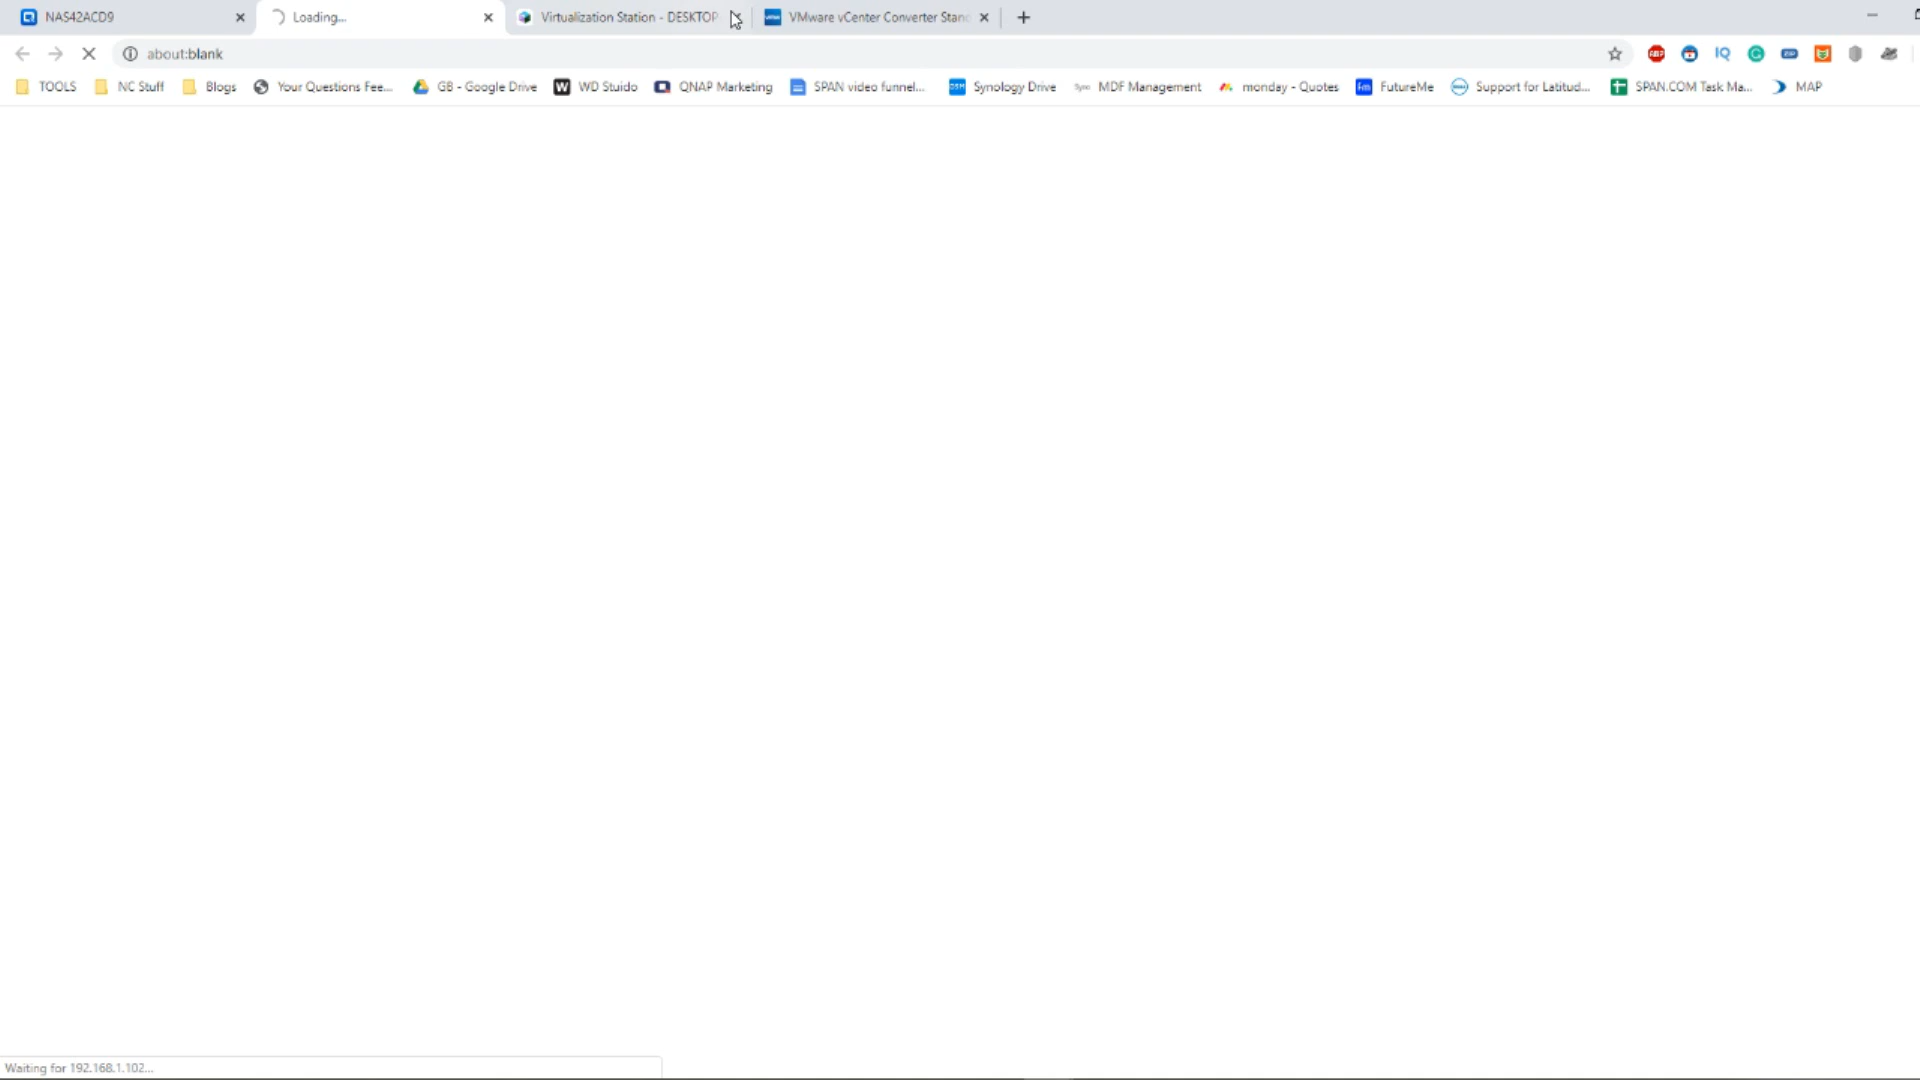 NAS42ACD9
Loading...
Virtualization Station - DESKTOP
VMware vCenter Converter Stan
about:blank
TOOLS
NC Stuff
Blogs
Your Questions Fee...
GB - Google Drive
WD Stuido
QNAP Marketing
SPAN video funnel...
Synology Drive
MDF Management
monday - Quotes
FutureMe
Support for Latitud...
SPAN.COM Task Ma...
MAP
Waiting for 192.168.1.102...